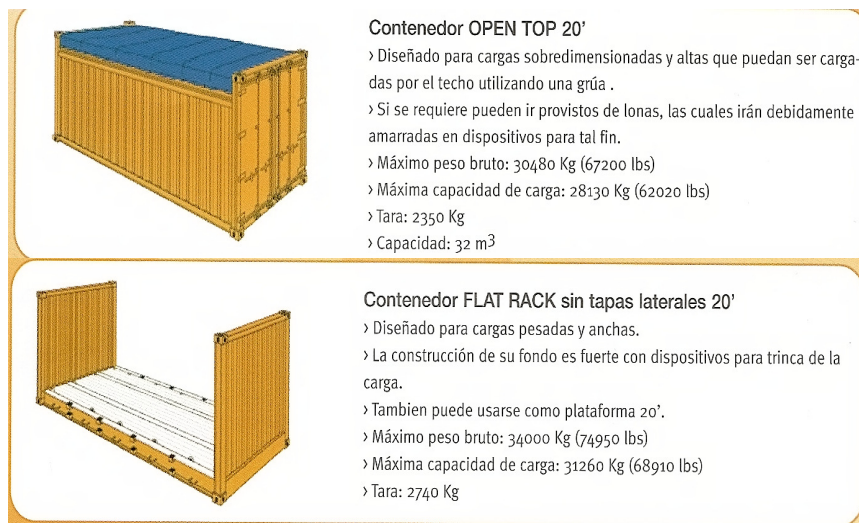 Contenedor OPEN TOP 20'
› Diseñado para cargas sobredimensionadas y altas que puedan ser carga-
das por el techo utilizando una grúa .
› Si se requiere pueden ir provistos de lonas, las cuales irán debidamente
amarradas en dispositivos para tal fin.
› Máximo peso bruto: 30480 Kg (67200 lbs)
› Máxima capacidad de carga: 28130 Kg (62020 lbs)
› Tara: 2350 Kg
› Capacidad: 32 m3
Contenedor FLAT RACK sin tapas laterales 20'
› Diseñado para cargas pesadas y anchas.
› La construcción de su fondo es fuerte con dispositivos para trinca de la
carga.
› Tambien puede usarse como plataforma 20'.
› Máximo peso bruto: 34000 Kg (74950 lbs)
› Máxima capacidad de carga: 31260 Kg (68910 lbs)
› Tara: 2740 Kg